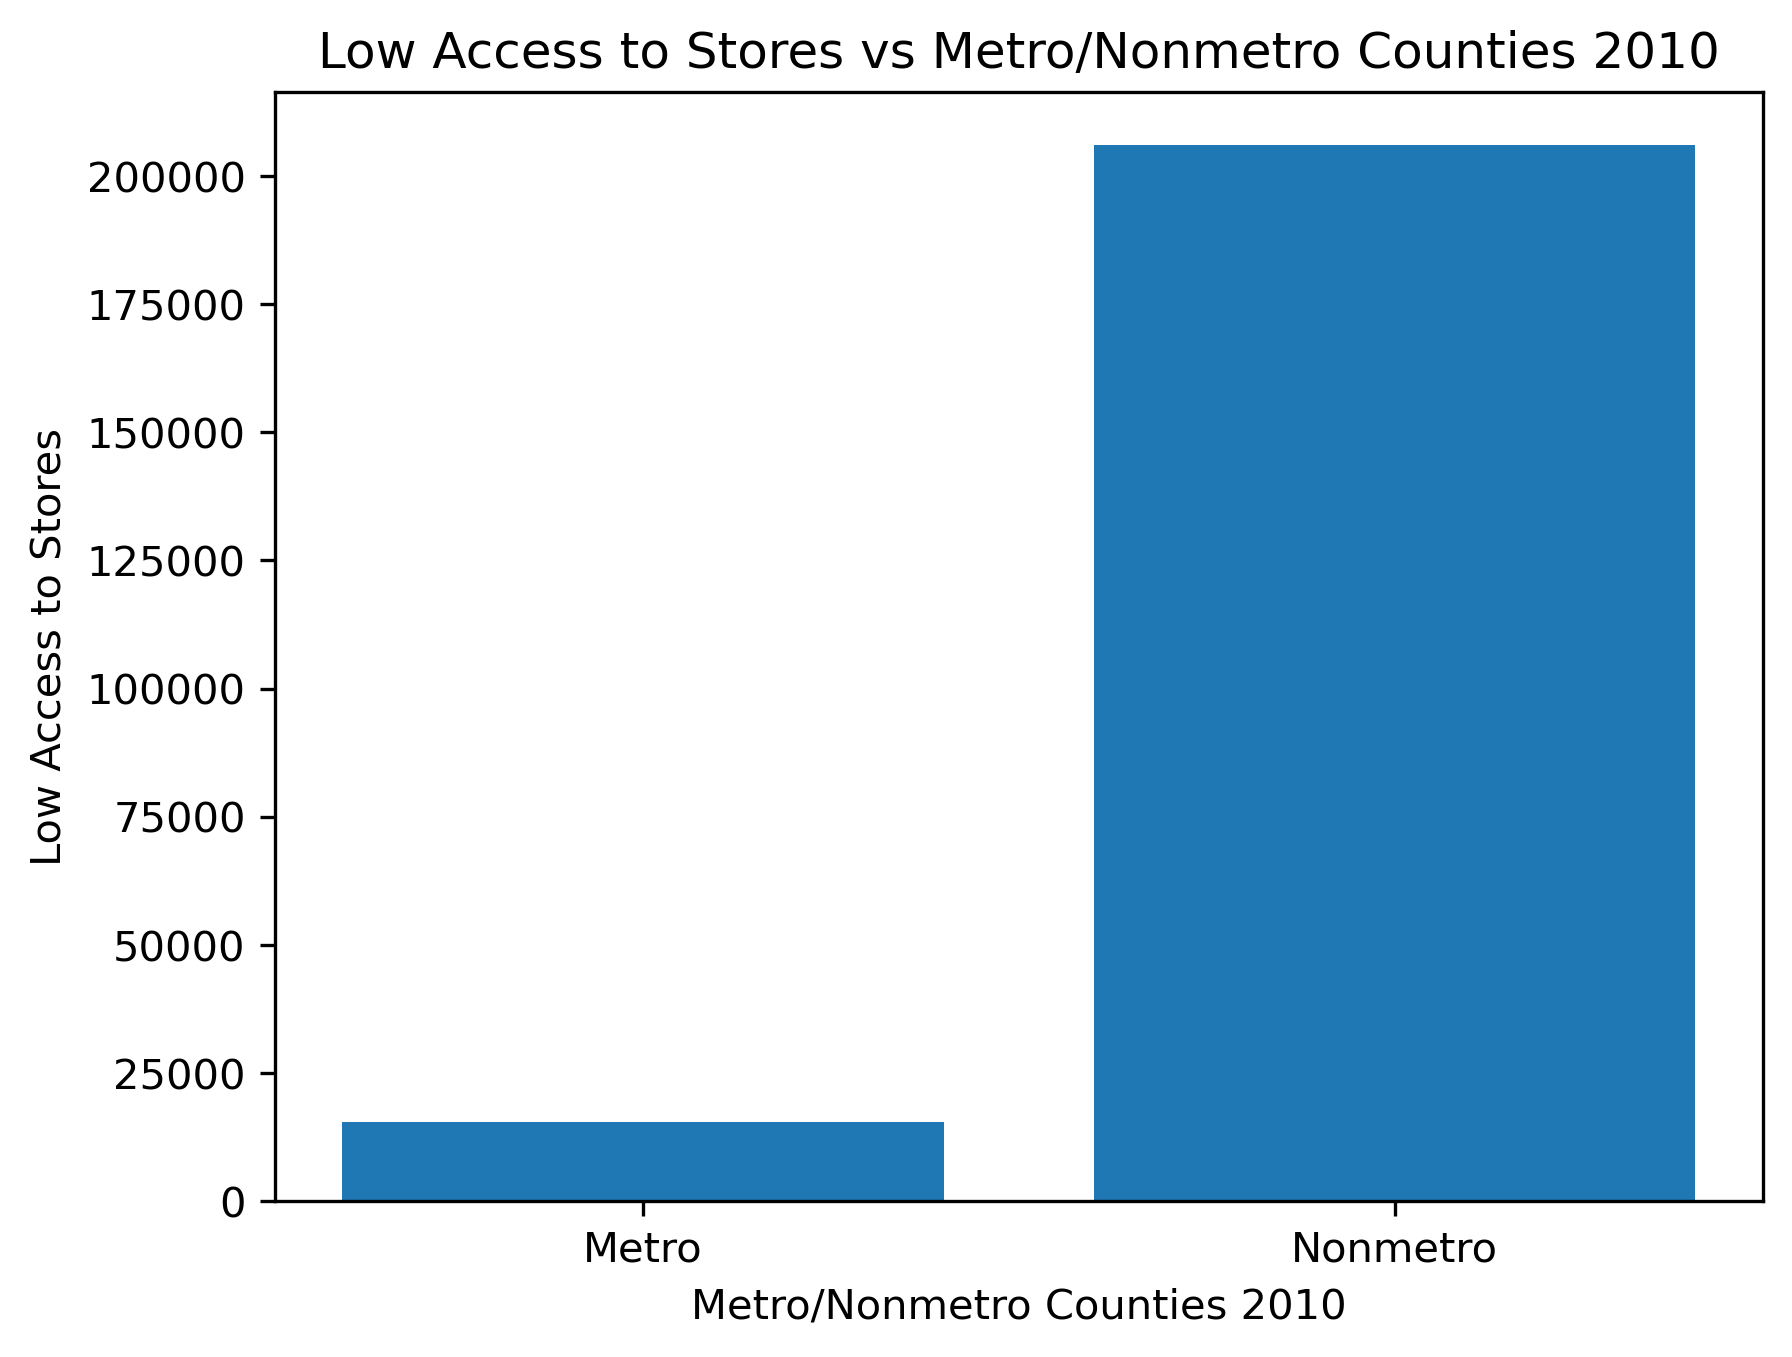 Low Access to Stores vs Metro/Nonmetro Counties 2010
Low Access to Stores
200000
175000
150000
125000
100000
75000
50000
25000
0
Metro
Nonmetro
Metro/Nonmetro Counties 2010